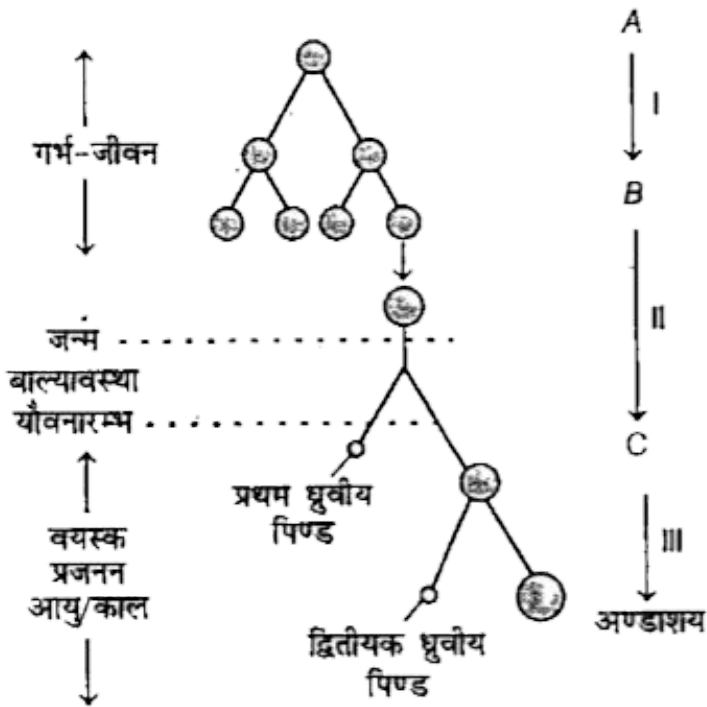 A
I
गर्भ-जीवन
B
II
जन्म
बाल्यावस्था
यौवनारम्भ
C
प्रथम ध्रुवीय
पिण्ड
III
वयस्क
प्रजनन
आयु/काल
अण्डाशय
द्वितीयक ध्रुवीय
पिण्ड